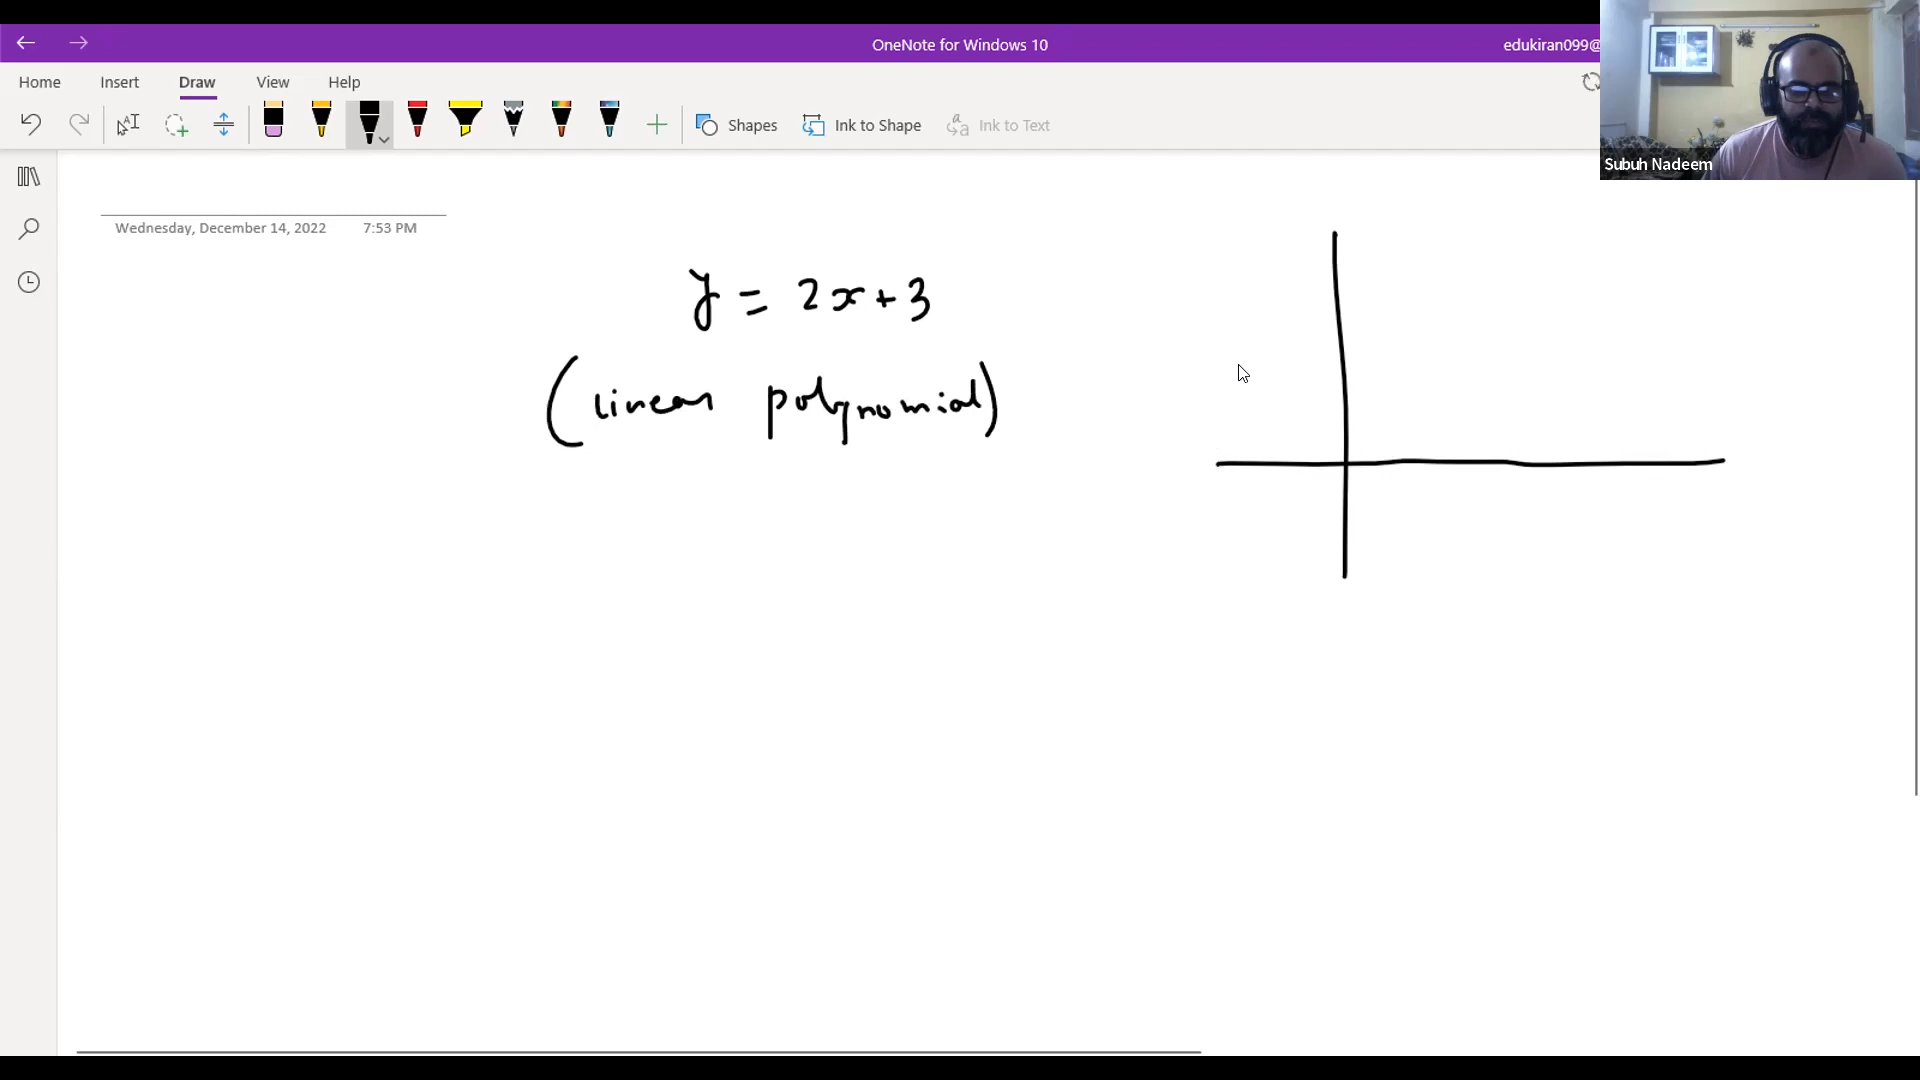 OneNote for Windows 10
edukiran099@
Home Insert Draw View Help
Shapes Ink to Shape Ink to Text
Subuh Nadeem
Wednesday, December 14, 2022 7:53 PM
y = 2x+3
(linear polynomial)